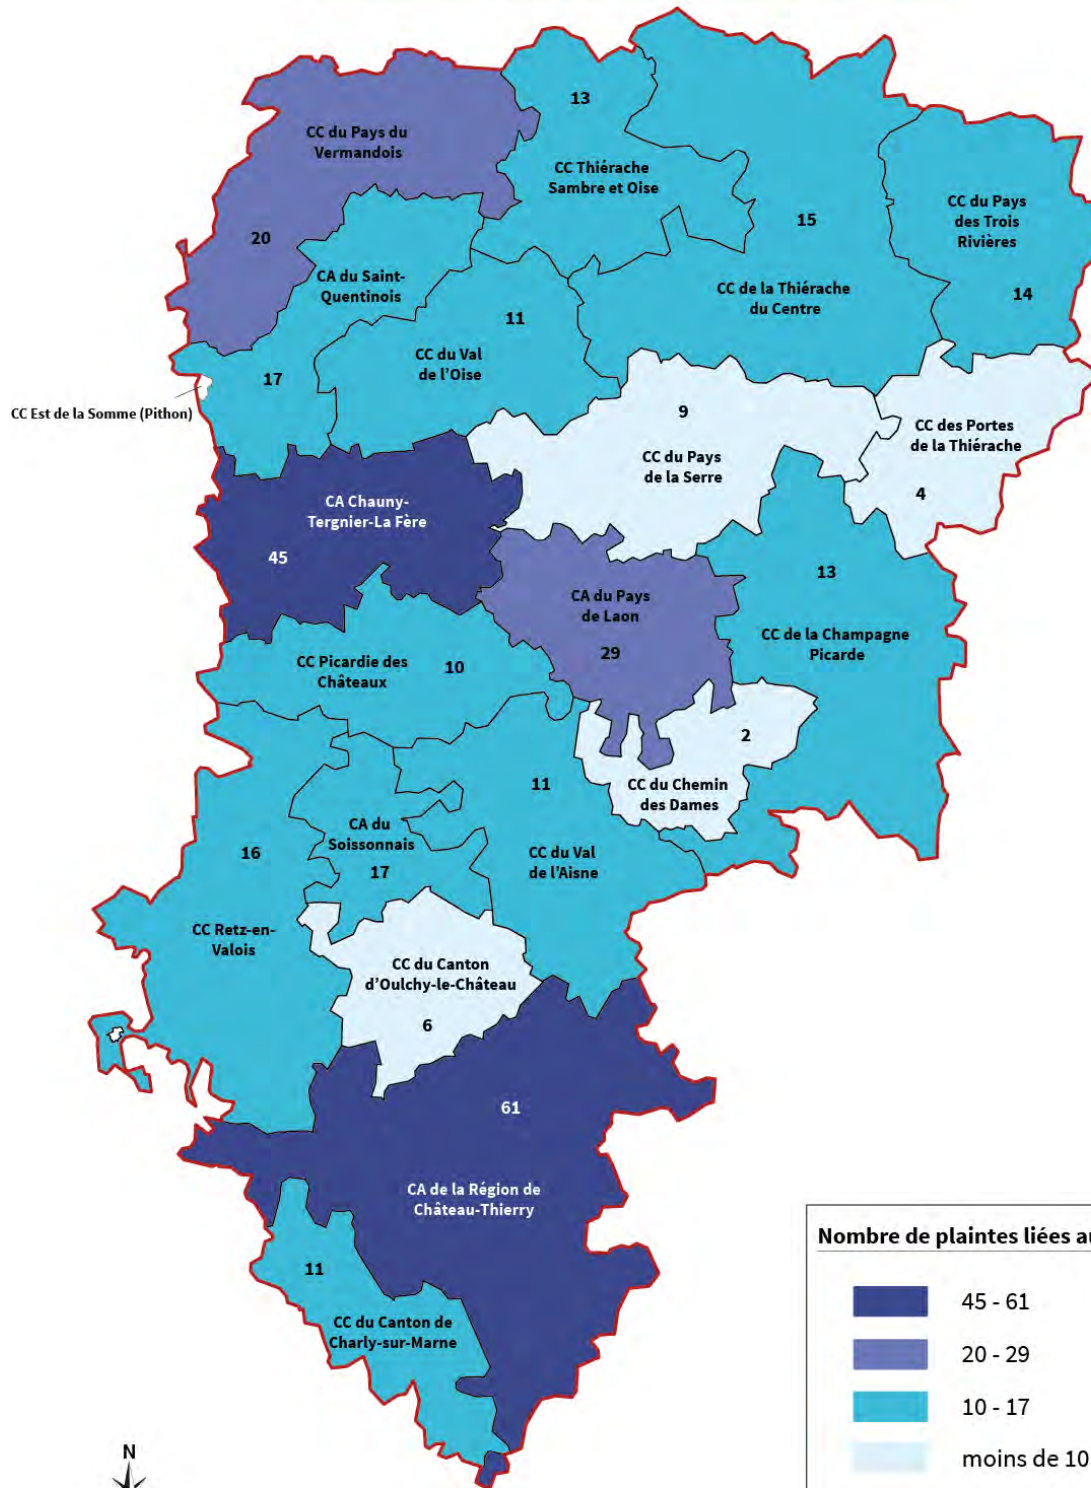 13
CC du Pays du
Vermandois
CC Thiérache
Sambre et Oise
CC du Pays
des Trois
Rivières
15
20
CA du Saint-
Quentinois
CC de la Thiérache
du Centre
14
11
CC du Val
de l'Oise
17
CC Est de la Somme (Pithon)
9
CC des Portes
de la Thiérache
CC du Pays
de la Serre
4
CA Chauny-
Tergnier-La Fère
45
13
CA du Pays
de Laon
CC de la Champagne
Picarde
29
CC Picardie des
Châteaux
10
2
11
CC du Chemin
des Dames
CA du
Soissonnais
16
17
CC du Val
de l'Aisne
CC Retz-en-
Valois
CC du Canton
d'Oulchy-le-Château
6
61
CA de la Région de
Château-Thierry
11
CC du Canton de
Charly-sur-Marne
Nombre de plaintes liées au
45 - 61
20 - 29
10 - 17
moins de 10
N